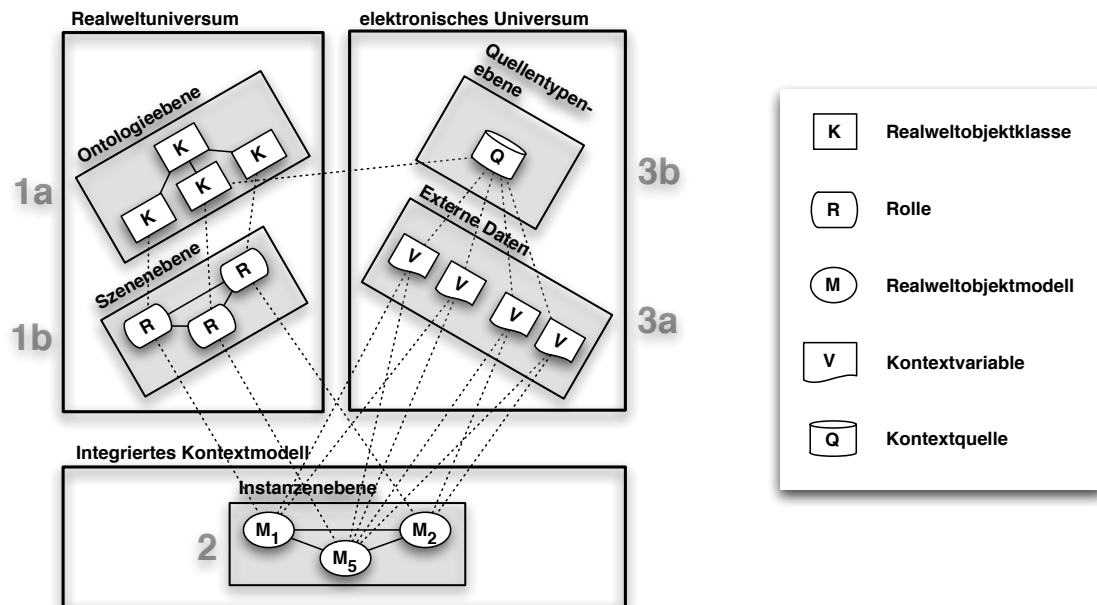 Realweltuniversum
elektronisches Universum
Ontologieebene
K
K
K
K
1a
Szenenebene
R
R
R
1b
Quellentypen-
ebene
Q
3b
Externe Daten
V
V
V
V
3a
Integriertes Kontextmodell
Instanzenebene
M1
M2
M5
2
K Realweltobjektklasse
R Rolle
M Realweltobjektmodell
V Kontextvariable
Q Kontextquelle